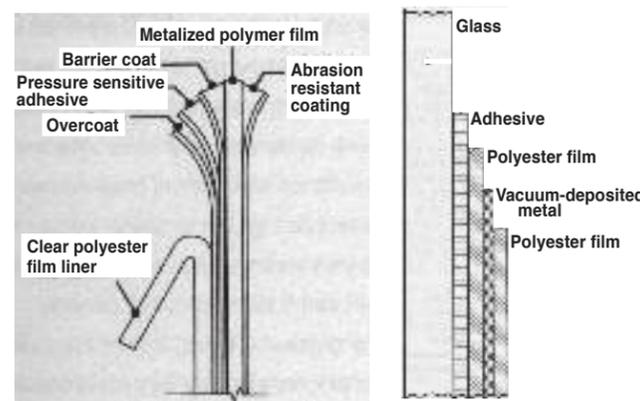 Metalized polymer film
Barrier coat
Pressure sensitive
adhesive
Overcoat
Abrasion
resistant
coating
Clear polyester
film liner
Glass
Adhesive
Polyester film
Vacuum-deposited
metal
Polyester film